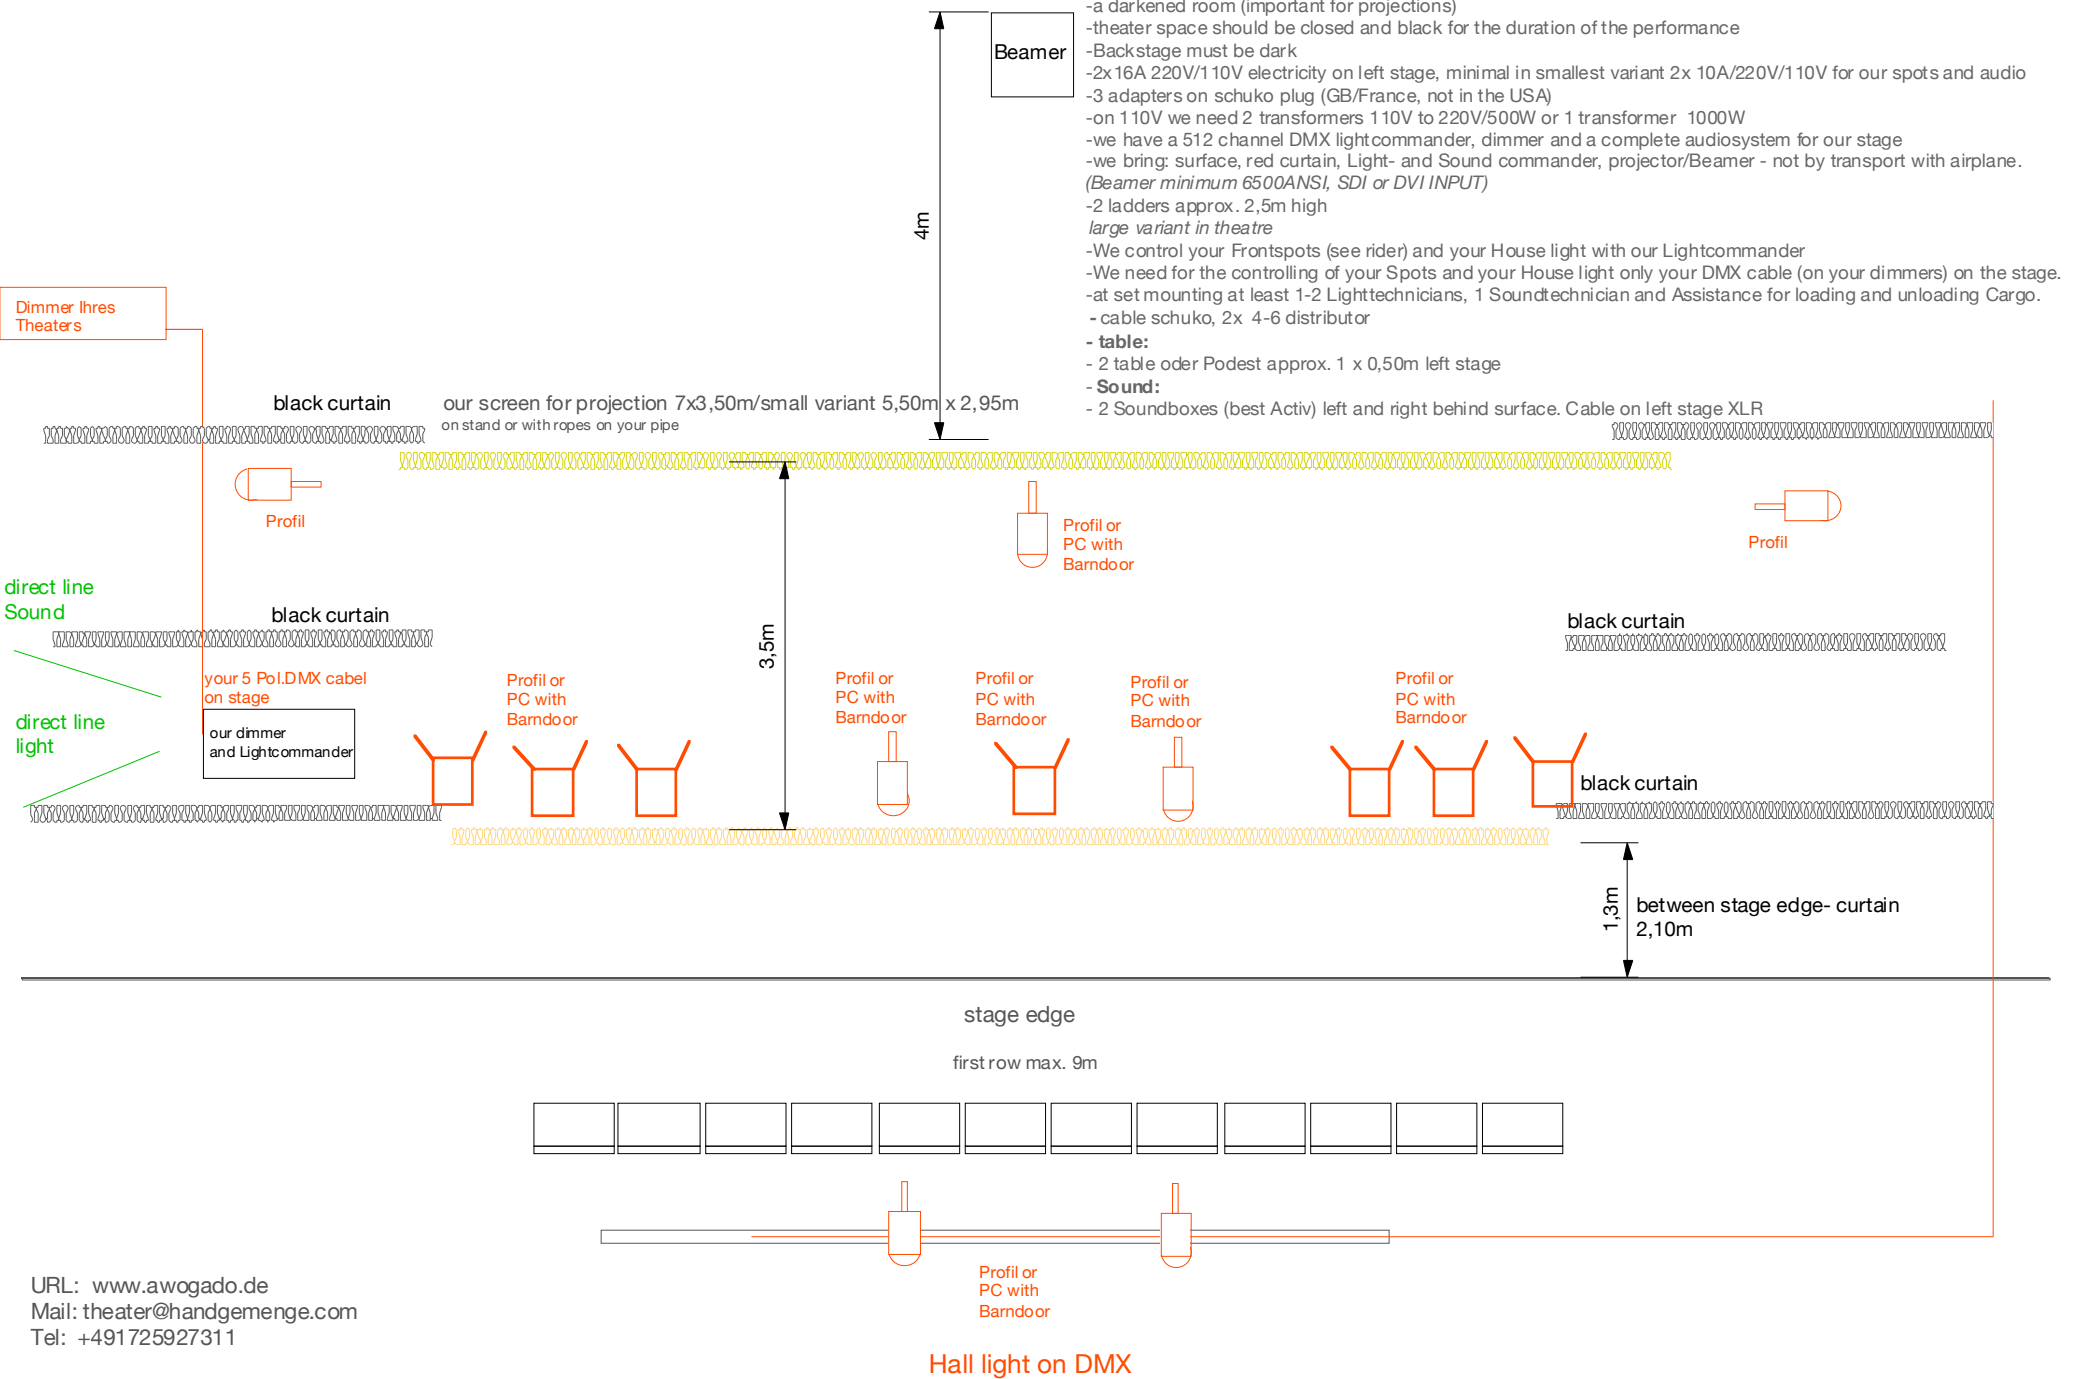 -a darkened room (important for projections)
-theater space should be closed and black for the duration of the performance
Beamer
-Backstage must be dark
-2x16A 220V/110V electricity on left stage, minimal in smallest variant 2x 10A/220V/110V for our spots and audio
-3 adapters on schuko plug (GB/France, not in the USA)
-on 110V we need 2 transformers 110V to 220V/500W or 1 transformer  1000W
-we have a 512 channel DMX lightcommander, dimmer and a complete audiosystem for our stage
-we bring: surface, red curtain, Light- and Sound commander, projector/Beamer - not by transport with airplane.
(Beamer minimum 6500ANSI, SDI or DVI INPUT)
-2 ladders approx. 2,5m high
large variant in theatre
-We control your Frontspots (see rider) and your House light with our Lightcommander
-We need for the controlling of your Spots and your House light only your DMX cable (on your dimmers) on the stage.
-at set mounting at least 1-2 Lighttechnicians, 1 Soundtechnician and Assistance for loading and unloading Cargo.
- cable schuko, 2x  4-6 distributor
- table:
- 2 table oder Podest approx. 1 x 0,50m left stage
- Sound:
- 2 Soundboxes (best Activ) left and right behind surface. Cable on left stage XLR
4m
Dimmer Ihres
Theaters
black curtain
our screen for projection 7x3,50m/small variant 5,50m x 2,95m
on stand or with ropes on your pipe
Profil
Profil or
PC with
Barndoor
Profil
direct line
Sound
black curtain
3,5m
black curtain
your 5 Pol.DMX cabel
on stage
direct line
light
our dimmer
and Lightcommander
Profil or
PC with
Barndoor
Profil or
PC with
Barndoor
Profil or
PC with
Barndoor
Profil or
PC with
Barndoor
Profil or
PC with
Barndoor
black curtain
1,3m
between stage edge- curtain
2,10m
stage edge
first row max. 9m
Profil or
PC with
Barndoor
URL:  www.awogado.de
Mail: theater@handgemenge.com
Tel:  +491725927311
Hall light on DMX